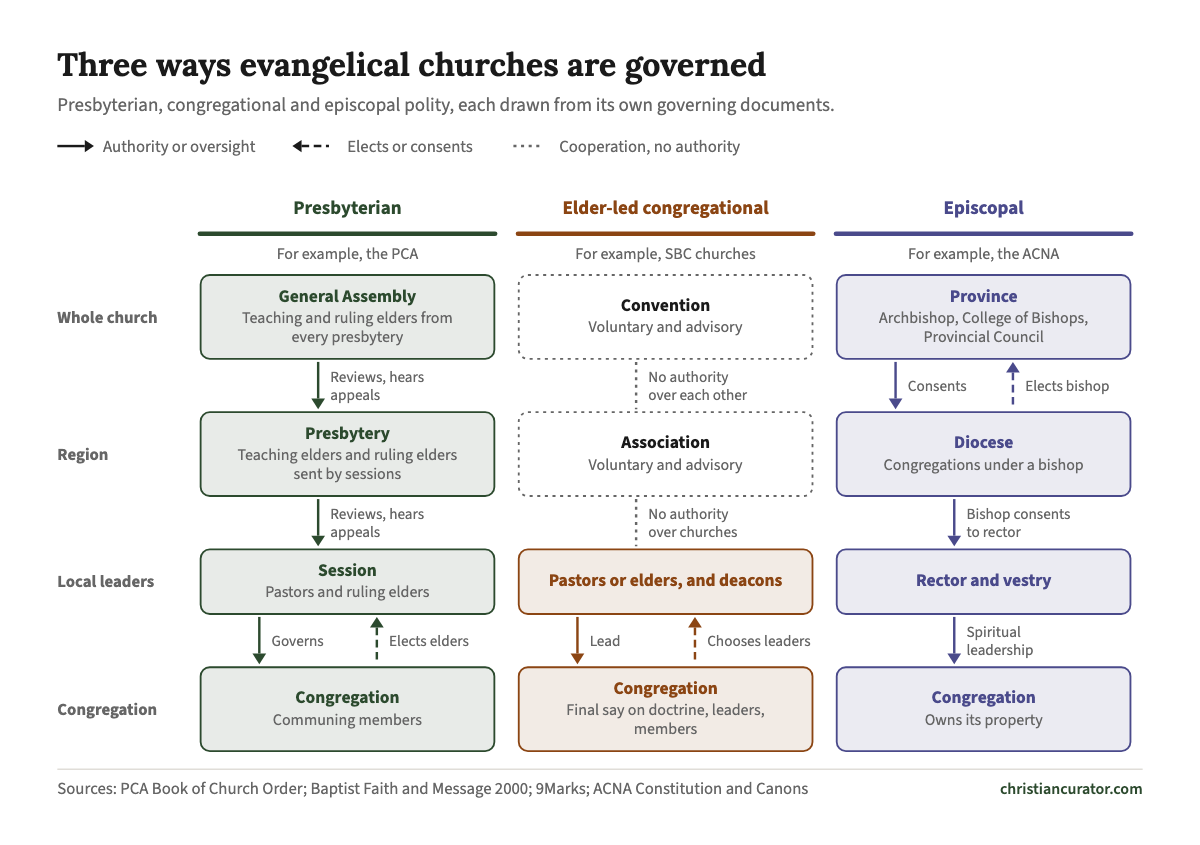 Three ways evangelical churches are governed
Presbyterian, congregational and episcopal polity, each drawn from its own governing documents.
Authority or oversight
Elects or consents
Cooperation, no authority
Presbyterian
Elder-led congregational
Episcopal
For example, the PCA
For example, SBC churches
For example, the ACNA
Whole church
General Assembly
Teaching and ruling elders from
every presbytery
Convention
Voluntary and advisory
Province
Archbishop, College of Bishops,
Provincial Council
Reviews, hears
appeals
No authority
over each other
Consents
Elects bishop
Region
Presbytery
Teaching elders and ruling elders
sent by sessions
Association
Voluntary and advisory
Diocese
Congregations under a bishop
Reviews, hears
appeals
No authority
over churches
Bishop consents
to rector
Local leaders
Session
Pastors and ruling elders
Pastors or elders, and deacons
Rector and vestry
Governs
Elects elders
Lead
Chooses leaders
Spiritual
leadership
Congregation
Congregation
Communing members
Congregation
Final say on doctrine, leaders,
members
Congregation
Owns its property
Sources: PCA Book of Church Order; Baptist Faith and Message 2000; 9Marks; ACNA Constitution and Canons
christiancurator.com